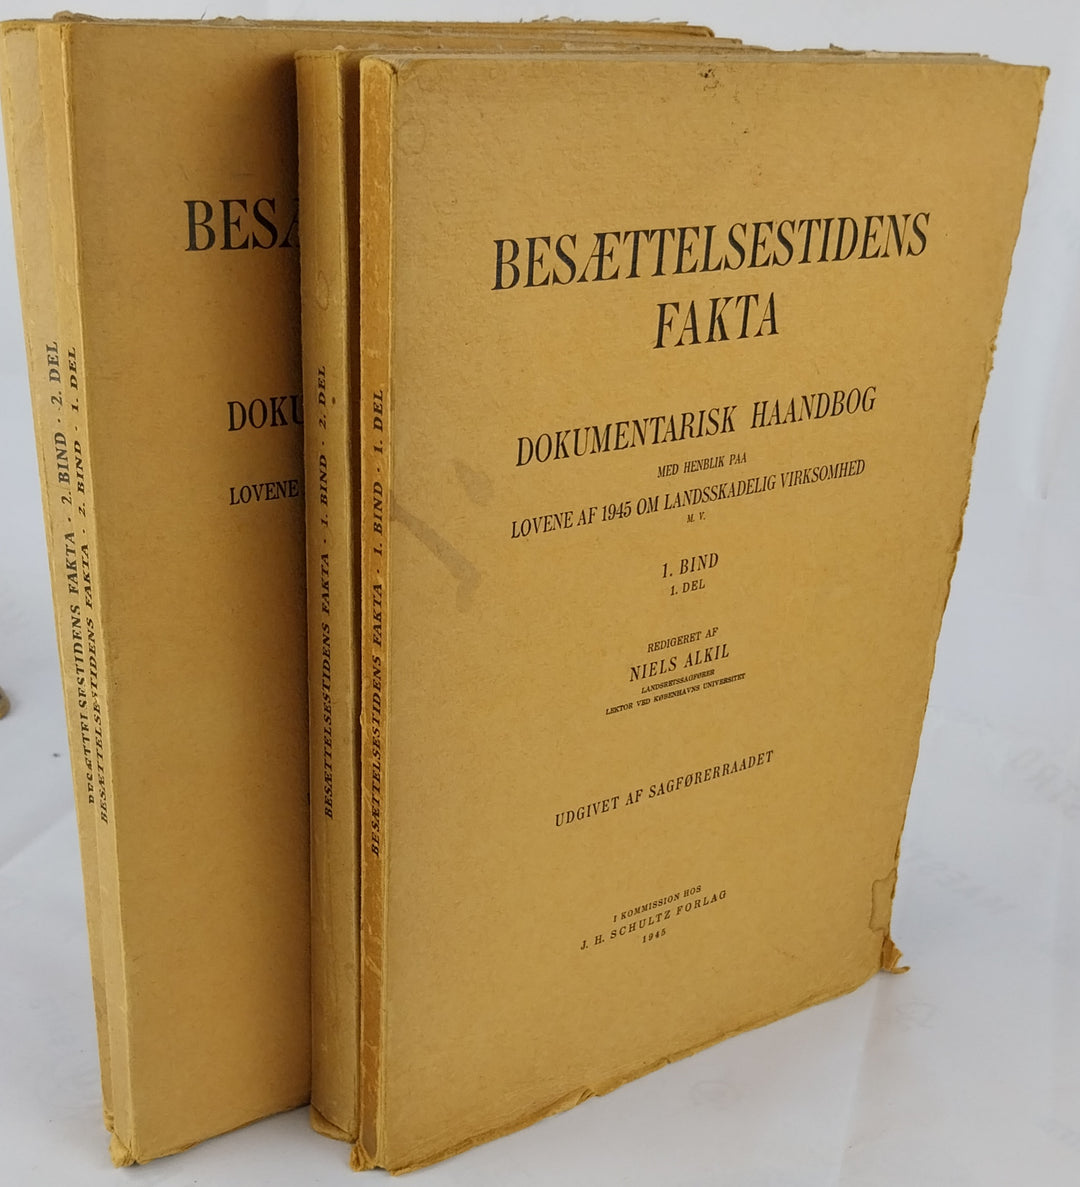 BESÆTTELSESTIDENS FAKTA · 2. BIND · 2. DEL
BESÆTTELSESTIDENS FAKTA · 2. BIND · 1. DEL
BESÆ
DOKU
LOVENE
BESÆTTELSESTIDENS FAKTA · 1. BIND · 2. DEL
BESÆTTELSESTIDENS FAKTA · 1. BIND · 1. DEL
BESÆTTELSESTIDENS
FAKTA
DOKUMENTARISK HAANDBOG
MED HENBLIK PAA
LOVENE AF 1945 OM LANDSSKADELIG VIRKSOMHED
M. V.
1. BIND
1. DEL
REDIGERET AF
NIELS ALKIL
LANDSRETSSAGFØRER
LEKTOR VED KØBENHAVNS UNIVERSITET
UDGIVET AF SAGFØRERRAADET
I KOMMISSION HOS
J. H. SCHULTZ FORLAG
1945